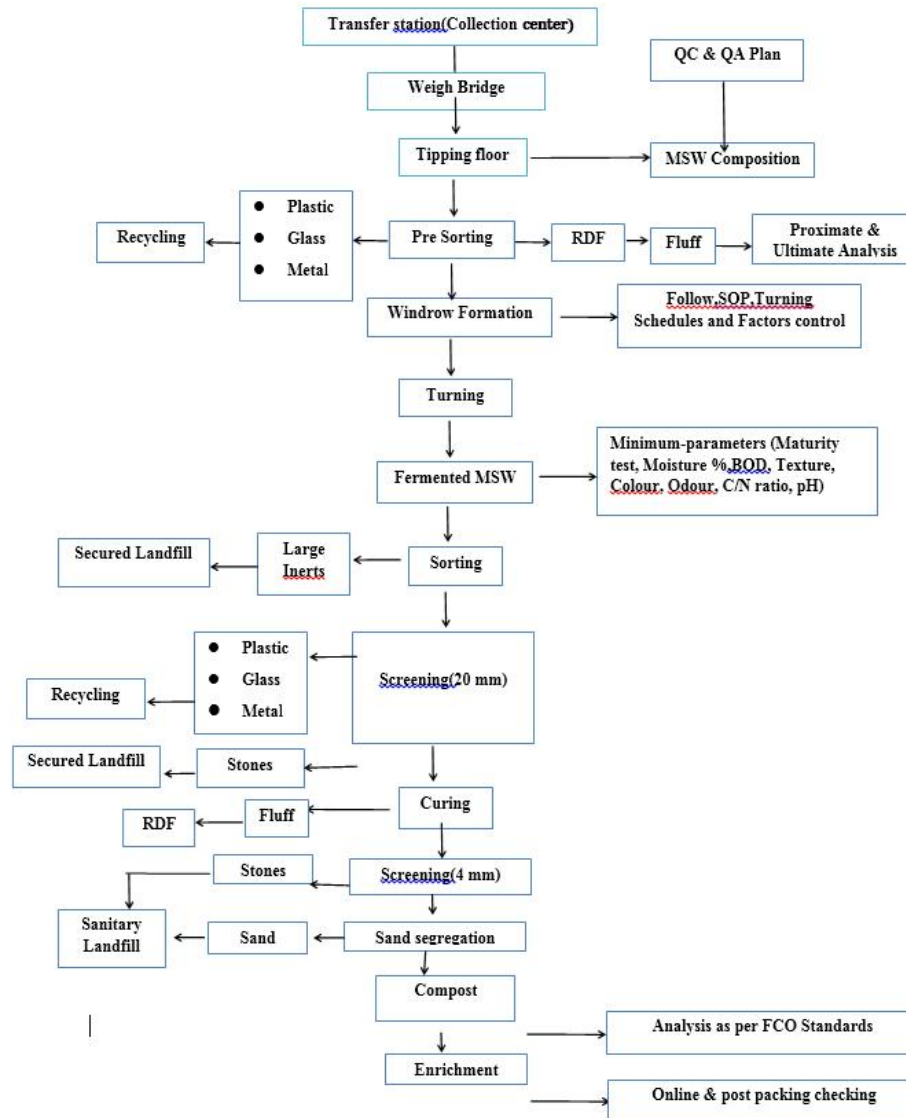 Transfer station(Collection center)
QC & QA Plan
Weigh Bridge
Tipping floor
MSW Composition
Recycling
● Plastic
● Glass
● Metal
Pre Sorting
RDF
Fluff
Proximate &
Ultimate Analysis
Windrow Formation
Follow,SOP,Turning
Schedules and Factors control
Turning
Fermented MSW
Minimum-parameters (Maturity
test, Moisture %,BOD, Texture,
Colour, Odour, C/N ratio, pH)
Secured Landfill
Large
Inerts
Sorting
● Plastic
● Glass
● Metal
Screening(20 mm)
Recycling
Secured Landfill
Stones
Curing
Fluff
RDF
Stones
Screening(4 mm)
Sanitary
Landfill
Sand
Sand segregation
Compost
Analysis as per FCO Standards
Enrichment
Online & post packing checking